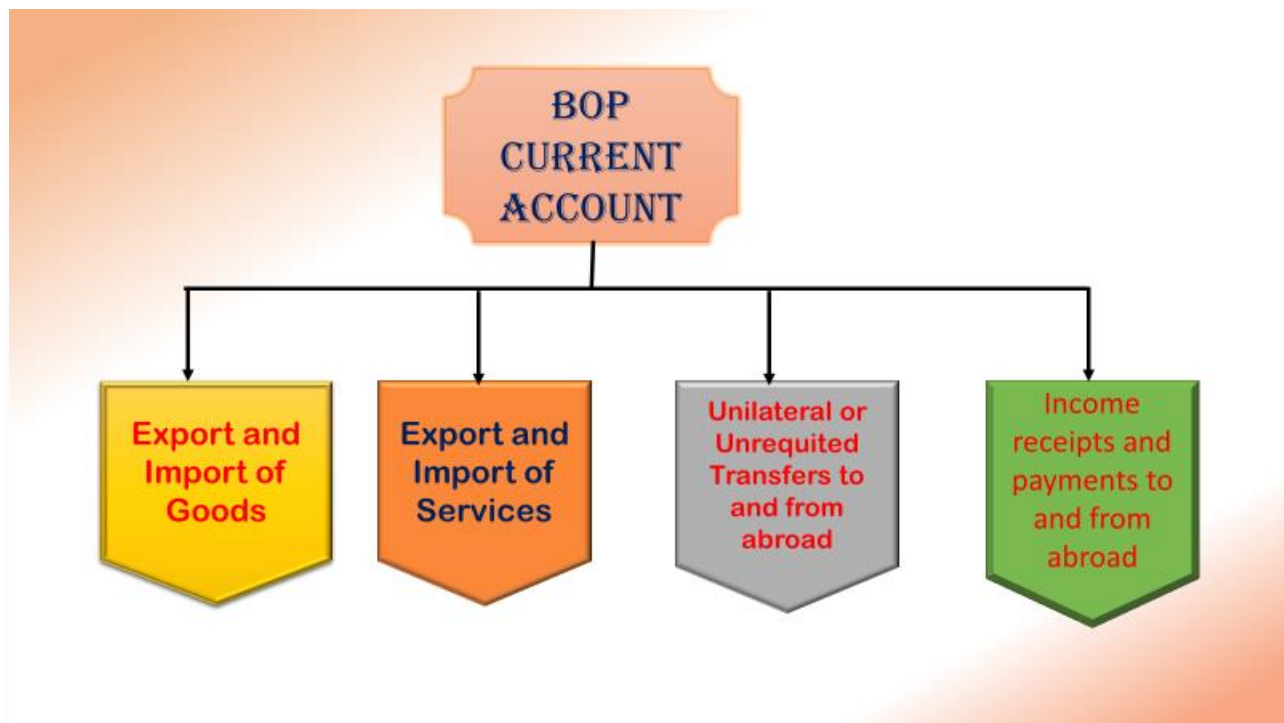 BOP
CURRENT
ACCOUNT
Export and
Import of
Goods
Export and
Import of
Services
Unilateral or
Unrequited
Transfers to
and from
abroad
Income
receipts and
payments to
and from
abroad